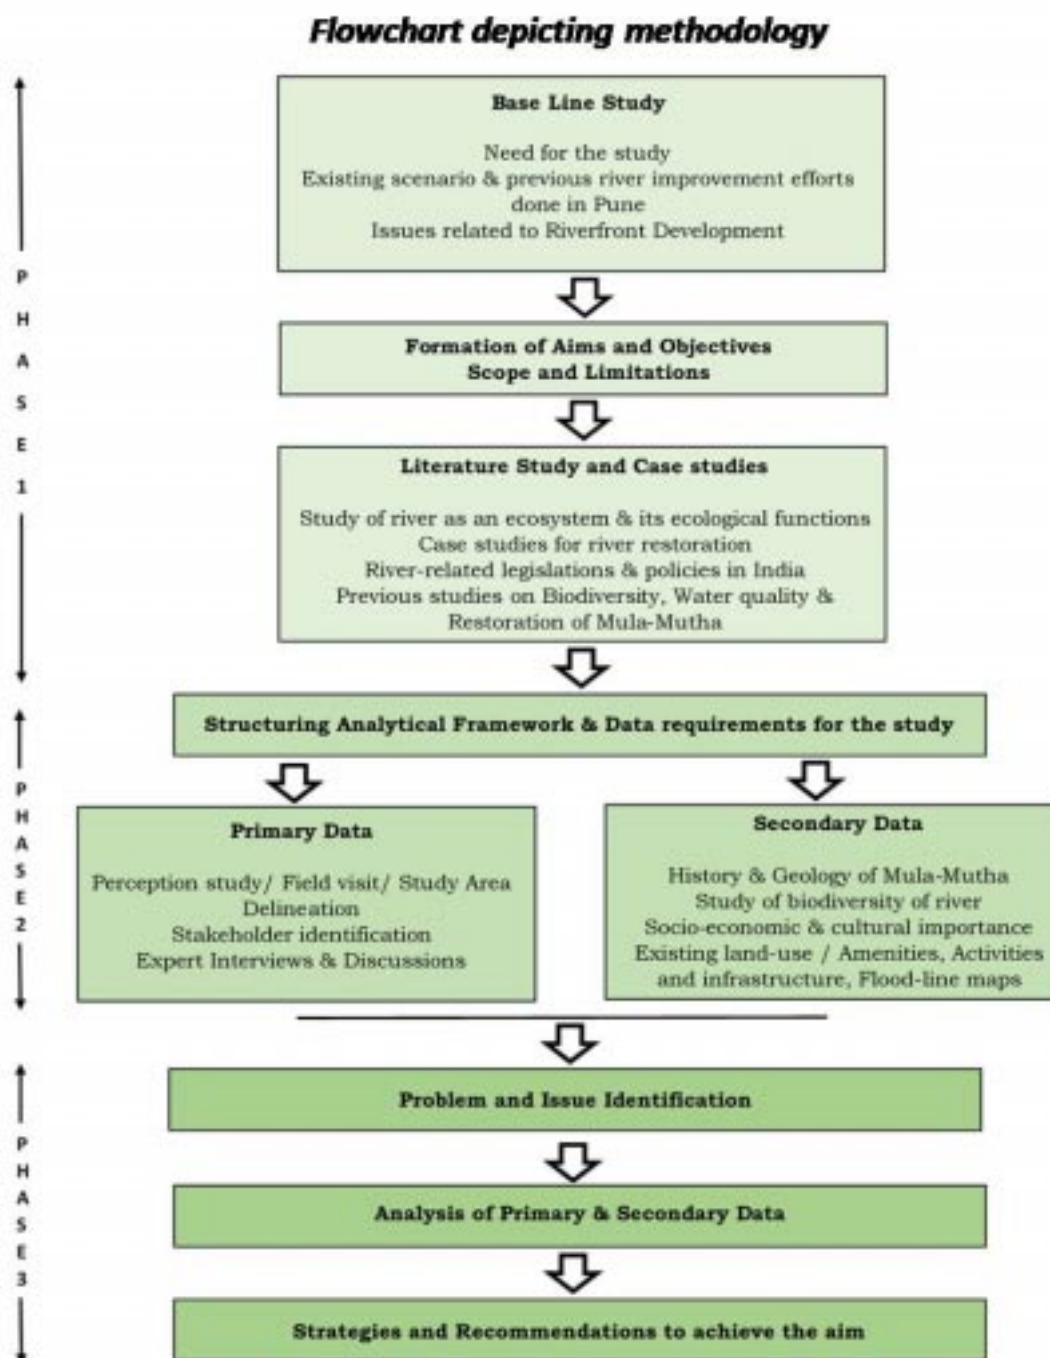 Flowchart depicting methodology
Base Line Study
Need for the study
Existing scenario & previous river improvement efforts
done in Pune
Issues related to Riverfront Development
Formation of Aims and Objectives
Scope and Limitations
Literature Study and Case studies
Study of river as an ecosystem & its ecological functions
Case studies for river restoration
River-related legislations & policies in India
Previous studies on Biodiversity, Water quality &
Restoration of Mula-Mutha
PHASE 1
Structuring Analytical Framework & Data requirements for the study
Primary Data
Perception study/ Field visit/ Study Area
Delineation
Stakeholder identification
Expert Interviews & Discussions
Secondary Data
History & Geology of Mula-Mutha
Study of biodiversity of river
Socio-economic & cultural importance
Existing land-use / Amenities, Activities
and infrastructure, Flood-line maps
PHASE 2
Problem and Issue Identification
Analysis of Primary & Secondary Data
Strategies and Recommendations to achieve the aim
PHASE 3